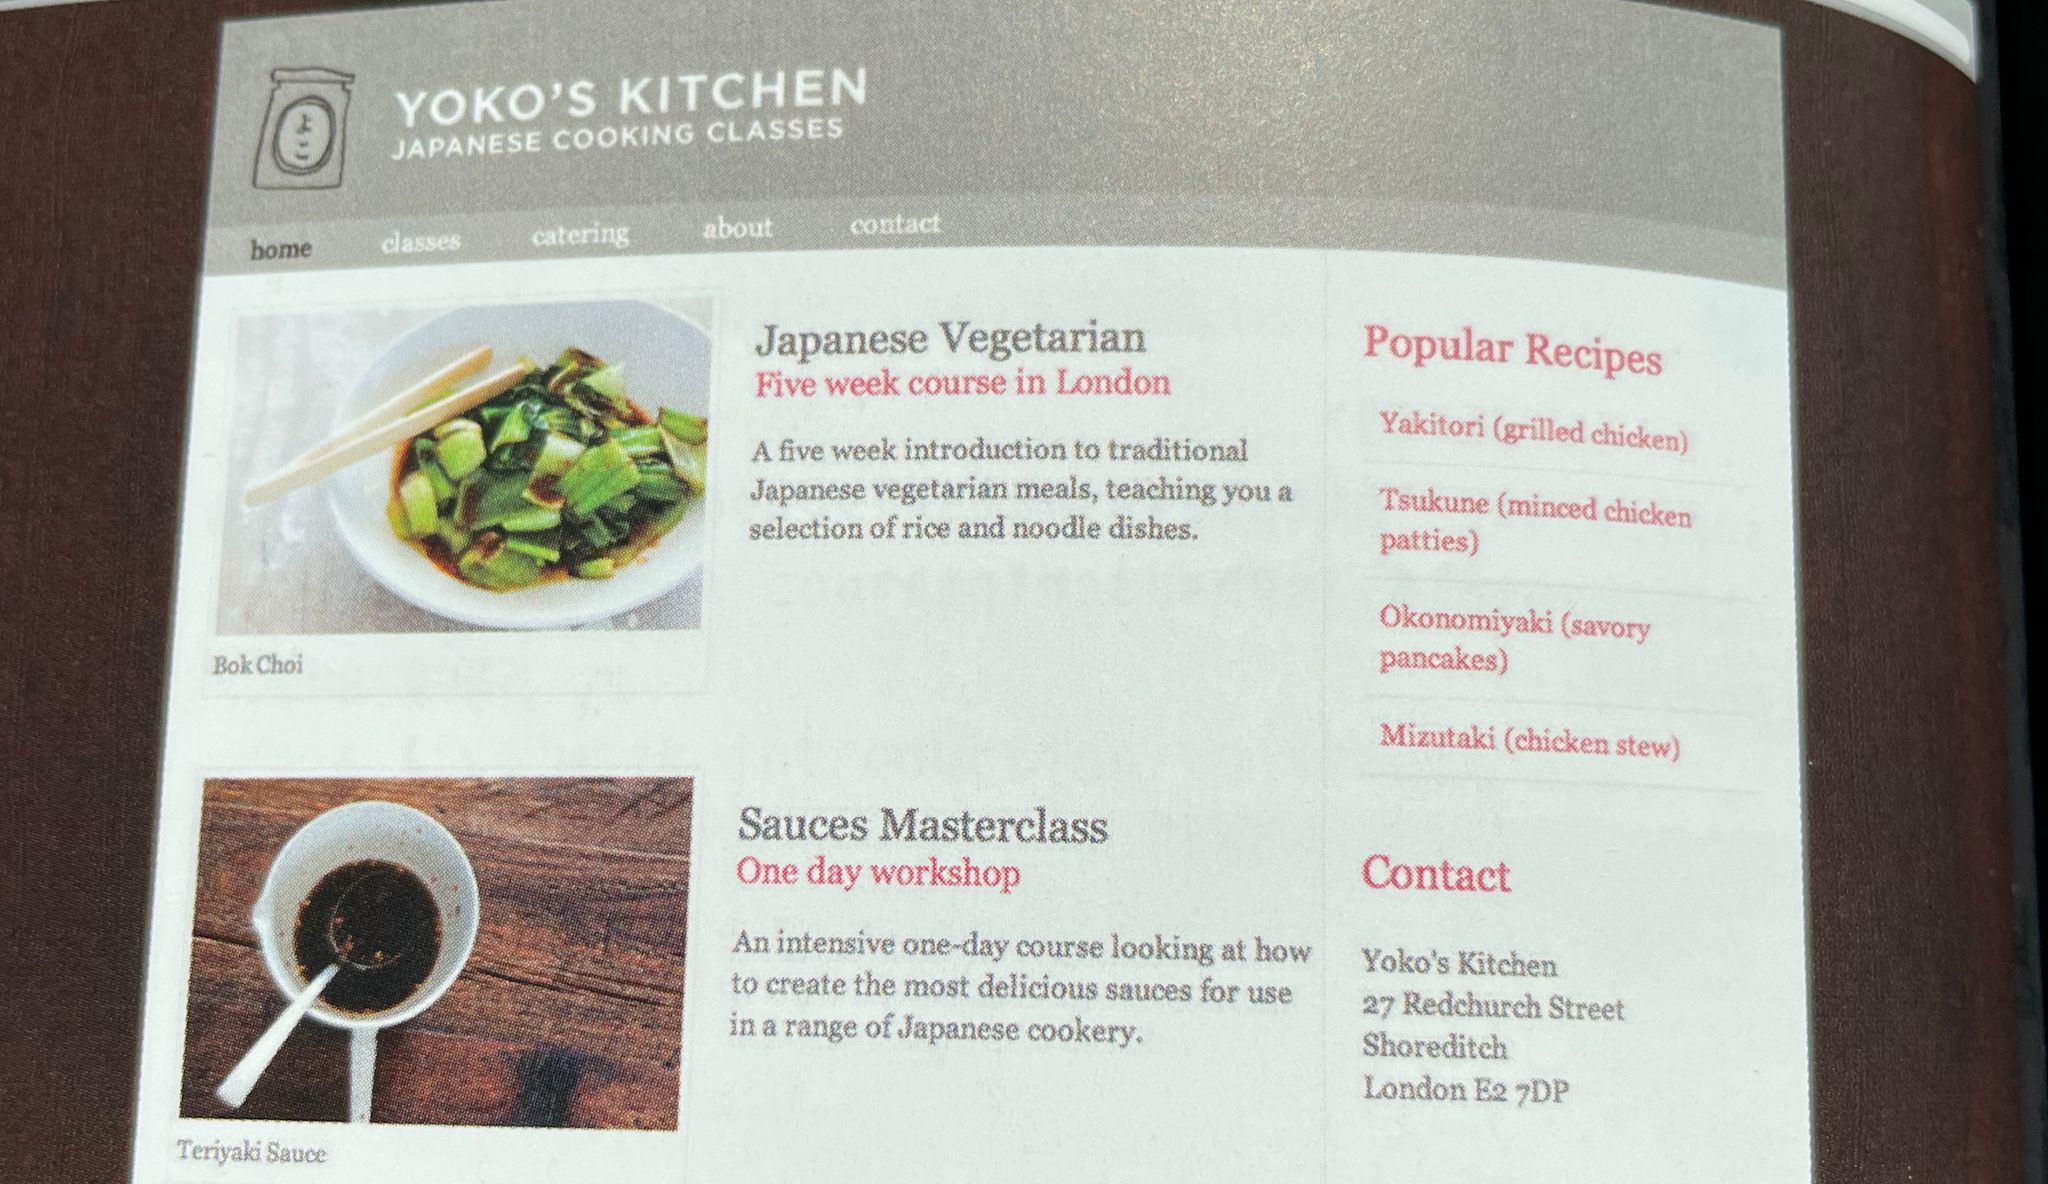 よこ
YOKO'S KITCHEN
JAPANESE COOKING CLASSES
home classes catering about contact
Bok Choi
Japanese Vegetarian
Five week course in London
A five week introduction to traditional
Japanese vegetarian meals, teaching you a
selection of rice and noodle dishes.
Teriyaki Sauce
Sauces Masterclass
One day workshop
An intensive one-day course looking at how
to create the most delicious sauces for use
in a range of Japanese cookery.
Popular Recipes
Yakitori (grilled chicken)
Tsukune (minced chicken
patties)
Okonomiyaki (savory
pancakes)
Mizutaki (chicken stew)
Contact
Yoko's Kitchen
27 Redchurch Street
Shoreditch
London E2 7DP